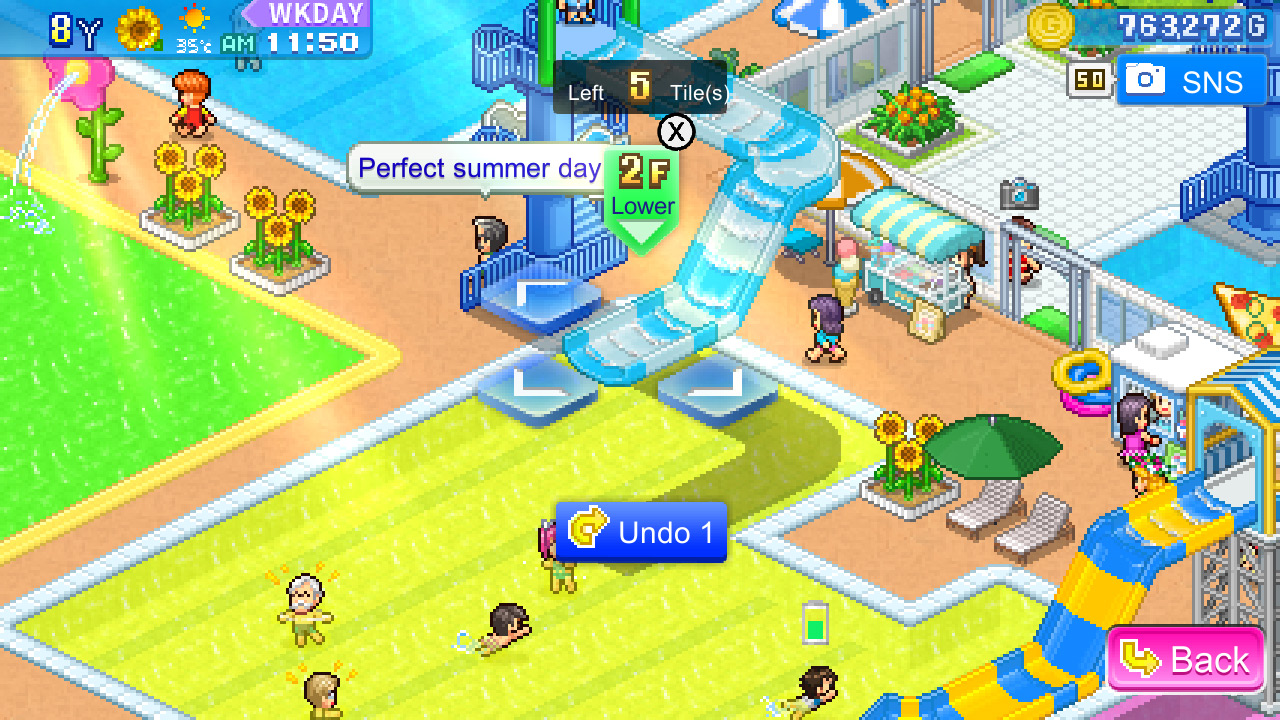 8Y
35℃
WKDAY
AM 11:50
763272G
50
SNS
Left 5 Tile(s)
X
Perfect summer day
2F
Lower
Undo 1
Back